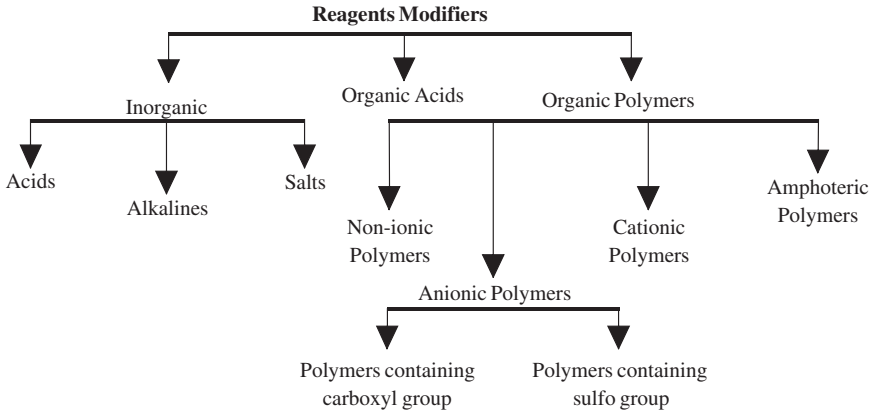 Reagents Modifiers
Inorganic
Organic Acids
Organic Polymers
Acids
Alkalines
Salts
Non-ionic
Polymers
Cationic
Polymers
Amphoteric
Polymers
Anionic Polymers
Polymers containing
carboxyl group
Polymers containing
sulfo group